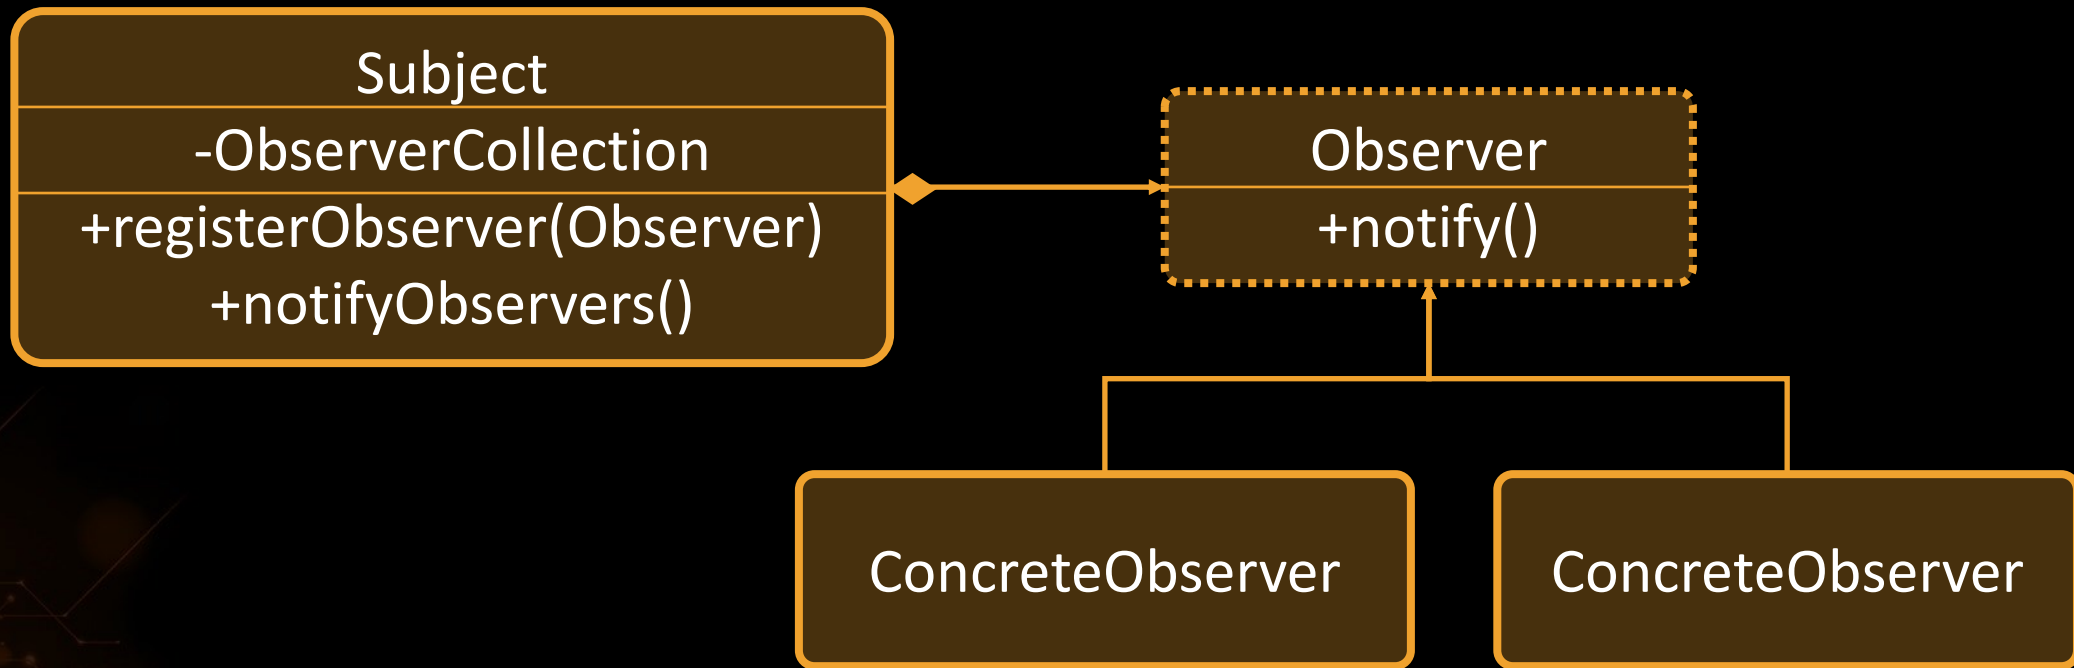 Subject
-ObserverCollection
+registerObserver(Observer)
+notifyObservers()
Observer
+notify()
ConcreteObserver
ConcreteObserver